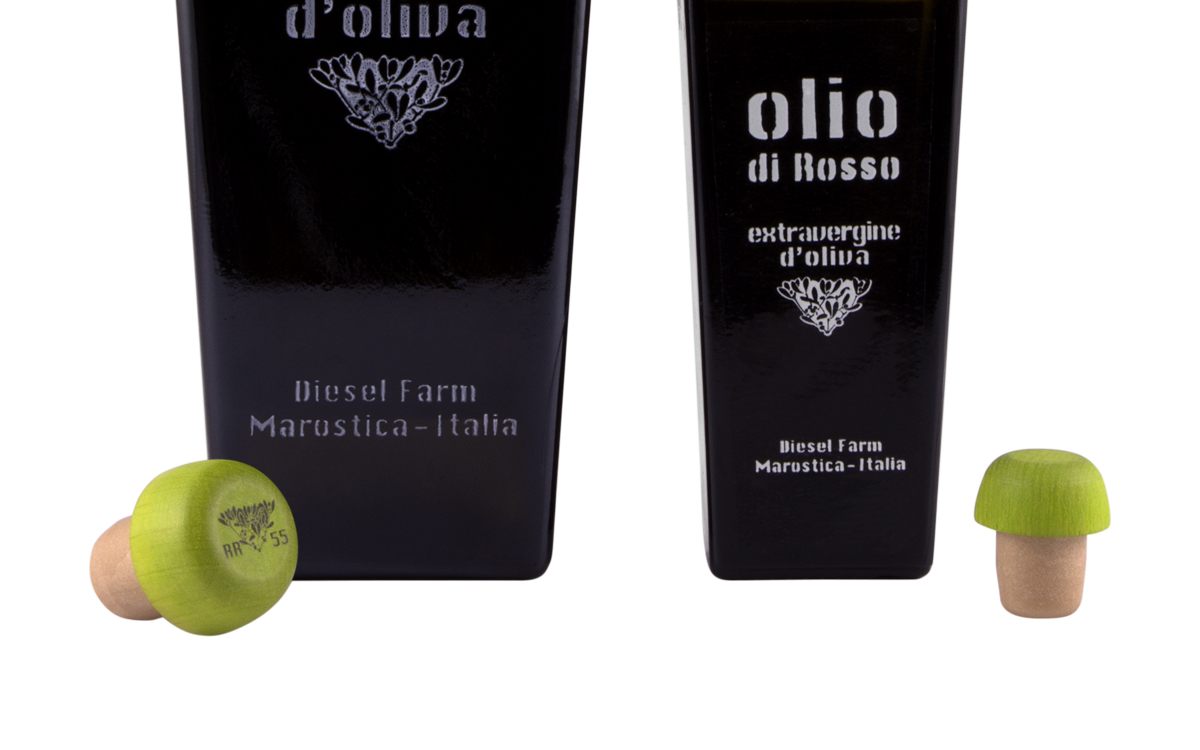 d'oliva
Diesel Farm
Marostica-Italia
RR 55
olio
di Rosso
extravergine
d'oliva
Diesel Farm
Marostica-Italia